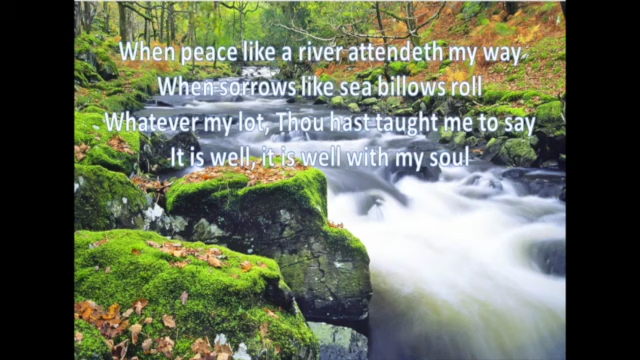 When peace like a river attendeth my way,
When sorrows like sea billows roll
Whatever my lot, Thou hast taught me to say
It is well, it is well with my soul